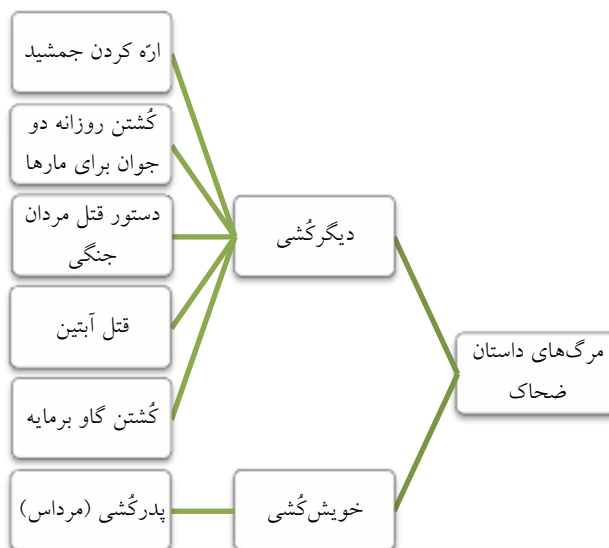 مرگ‌های داستان
ضحاک
دیگرکُشی
ارّه کردن جمشید
کُشتن روزانه دو
جوان برای مارها
دستور قتل مردان
جنگی
قتل آبتین
کُشتن گاو برمایه
خویش‌کُشی
پدرکُشی (مرداس)